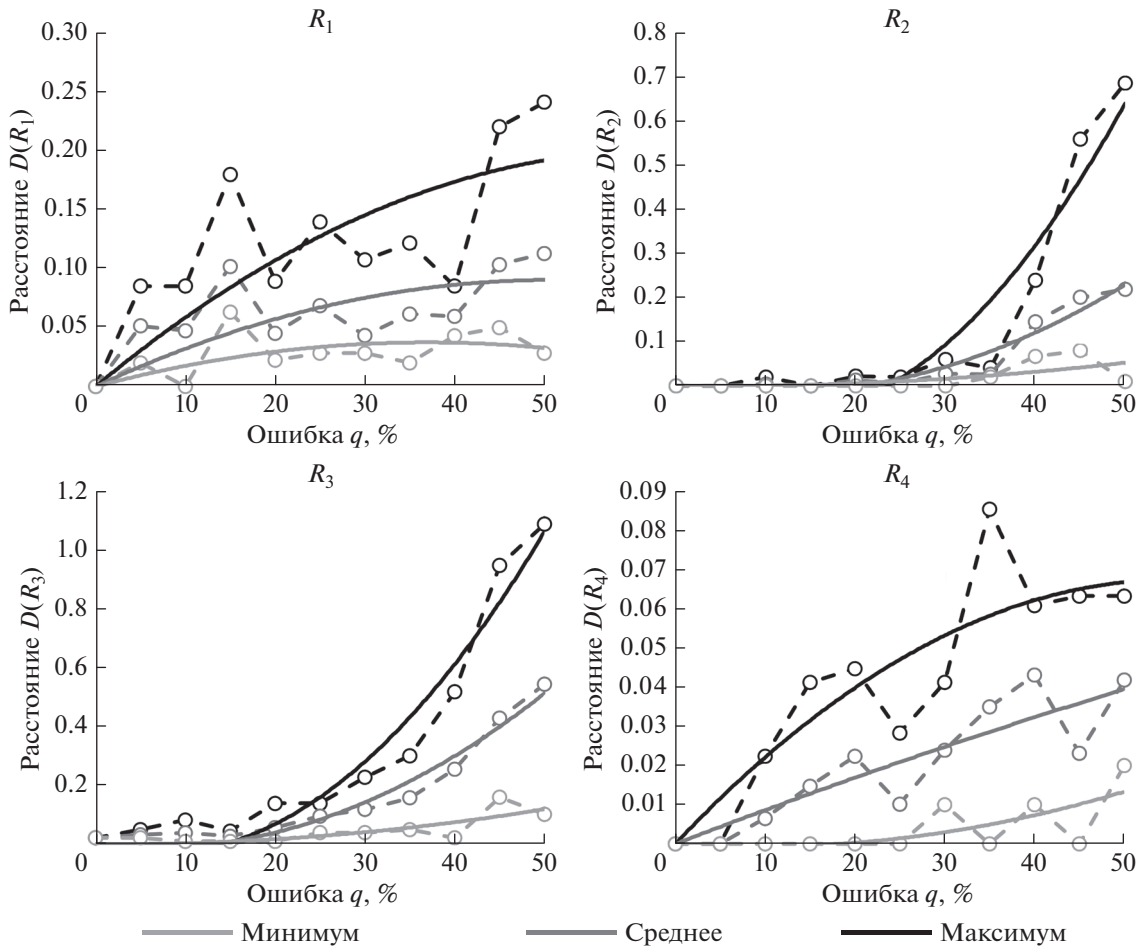 R₁
Расстояние D(R₁)
0.30
0.25
0.20
0.15
0.10
0.05
0 10 20 30 40 50
Ошибка q, %
R₂
Расстояние D(R₂)
0.8
0.7
0.6
0.5
0.4
0.3
0.2
0.1
0 10 20 30 40 50
Ошибка q, %
R₃
Расстояние D(R₃)
1.2
1.0
0.8
0.6
0.4
0.2
0 10 20 30 40 50
Ошибка q, %
R₄
Расстояние D(R₄)
0.09
0.08
0.07
0.06
0.05
0.04
0.03
0.02
0.01
0 10 20 30 40 50
Ошибка q, %
Минимум Среднее Максимум